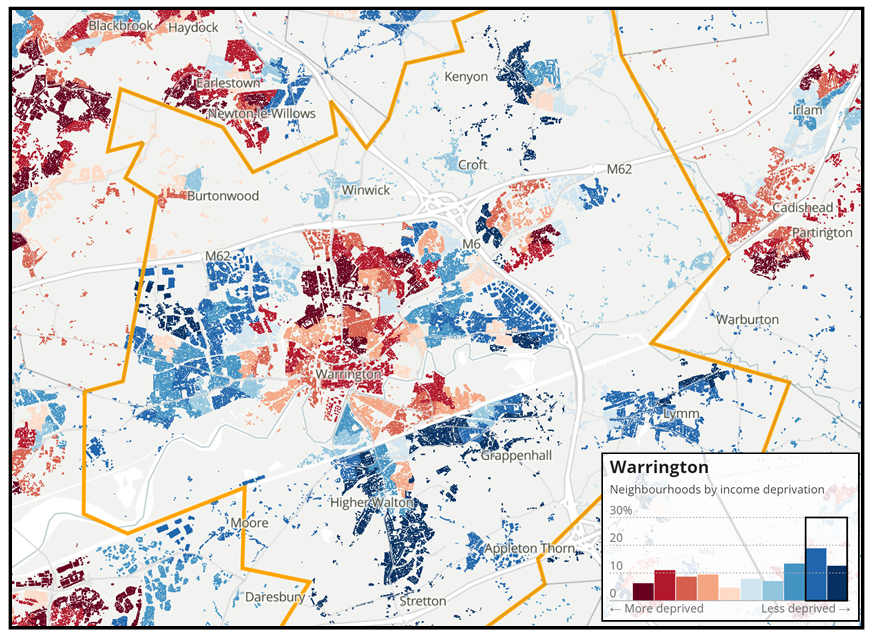 Blackbrook
Haydock
Kenyon
Earlestown
Newton-le-Willows
Irlam
Croft
M62
Winwick
Burtonwood
Cadishead
Partington
M6
M62
Warburton
Warrington
Lymm
Grappenhall
Higher Walton
Moore
Appleton Thorn
Daresbury
Stretton
Warrington
Neighbourhoods by income deprivation
30%
20
10
0
← More deprived
Less deprived →